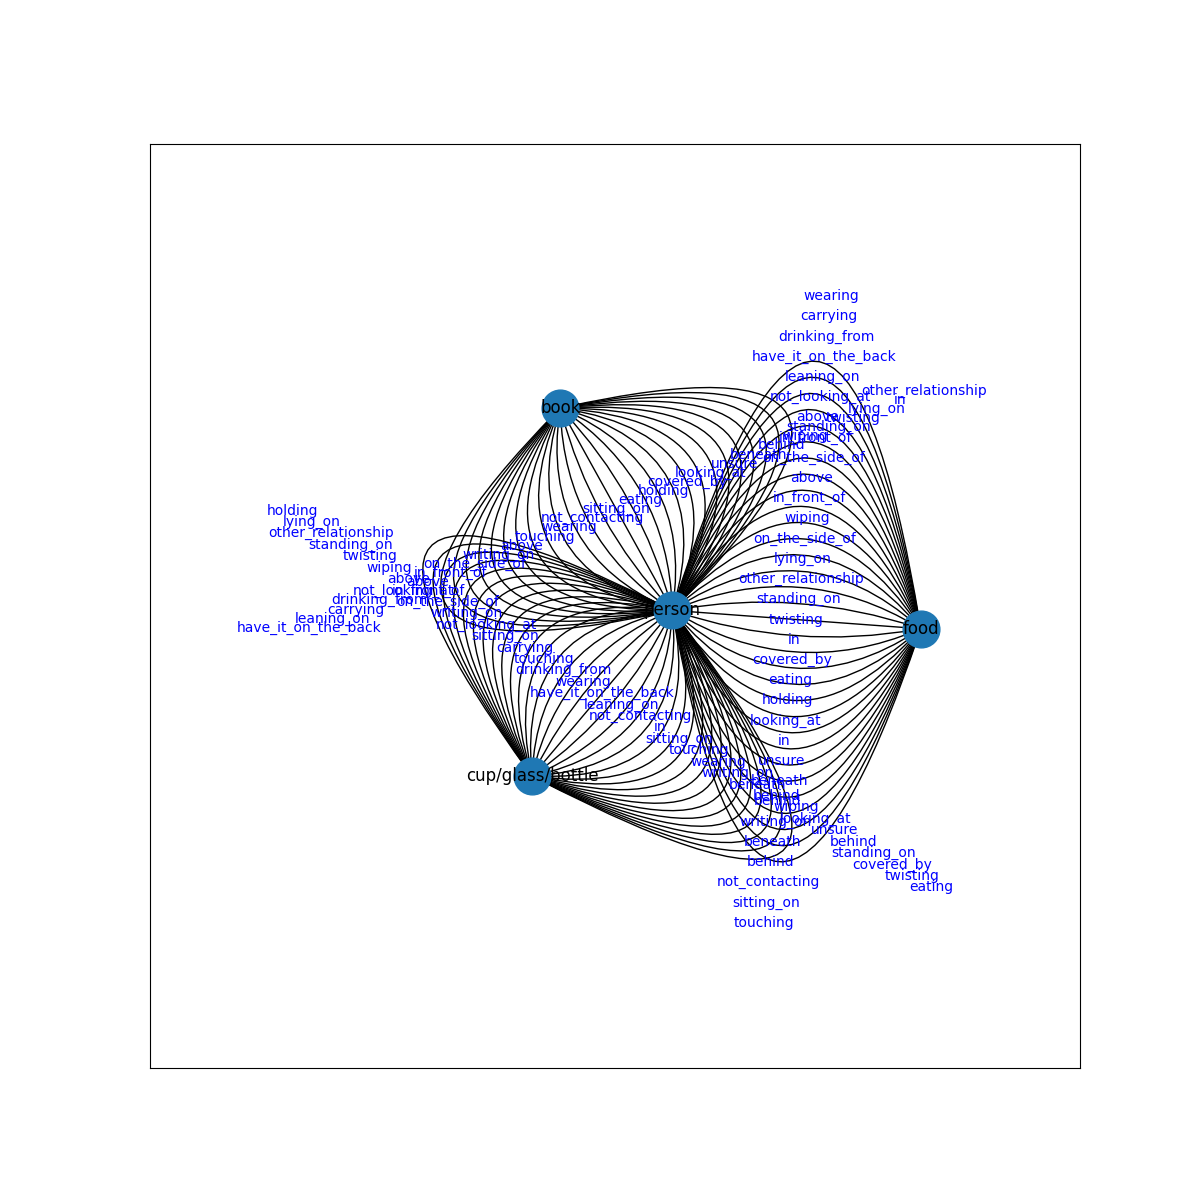 wearing
carrying
drinking_from
have_it_on_the_back
leaning_on
other_relationship
not_looking_at
in
lying_on
book
above
twisting
standing_on
in_front_of
wiping
behind
beneath
on_the_side_of
unsure
looking_at
above
covered_by
holding
in_front_of
eating
sitting_on
holding
not_contacting
wiping
lying_on
wearing
other_relationship
touching
on_the_side_of
standing_on
above
twisting
writing_on
lying_on
on_the_side_of
wiping
in_front_of
other_relationship
above
above
not_looking_at
in_front_of
drinking_from
on_the_side_of
standing_on
carrying
person
writing_on
leaning_on
twisting
have_it_on_the_back
not_looking_at
food
sitting_on
in
carrying
touching
covered_by
drinking_from
eating
wearing
have_it_on_the_back
holding
leaning_on
not_contacting
looking_at
in
sitting_on
in
touching
wearing
unsure
writing_on
cup/glass/bottle
beneath
beneath
behind
behind
wiping
looking_at
writing_on
unsure
beneath
behind
standing_on
behind
covered_by
twisting
not_contacting
eating
sitting_on
touching